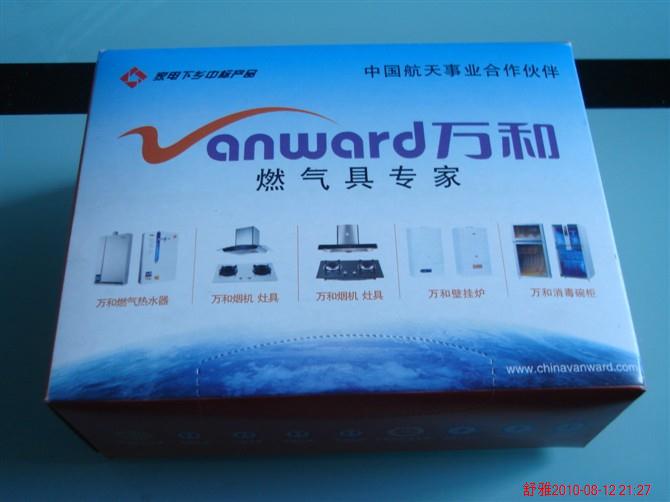 家电下乡中标产品
中国航天事业合作伙伴
Vanward万和
燃气具专家
万和燃气热水器
万和烟机 灶具
万和烟机 灶具
万和壁挂炉
万和消毒碗柜
www.chinavanward.com
舒雅2010-08-12 21:27